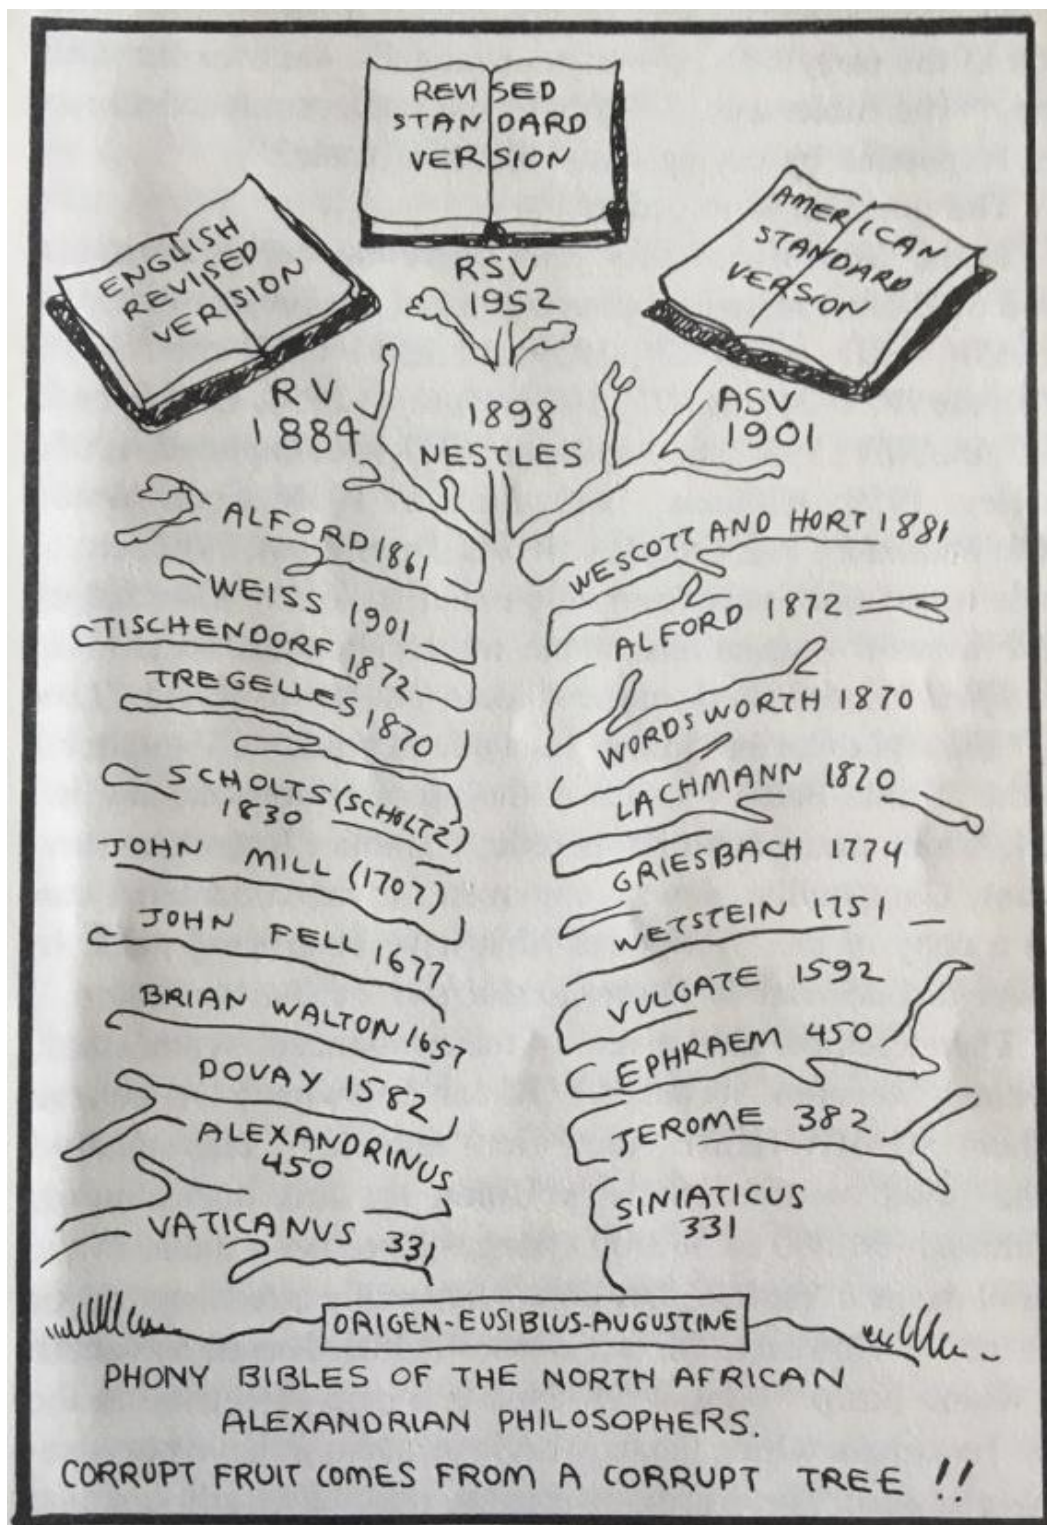 REVISED
STANDARD
VERSION
ENGLISH
REVISED
VERSION
AMERICAN
STANDARD
VERSION
RSV
1952
RV
1884
1898
NESTLES
ASV
1901
ALFORD 1861
WESCOTT AND HORT 1881
WEISS 1901
ALFORD 1872
TISCHENDORF 1872
WORDSWORTH 1870
TREGELLES 1870
LACHMANN 1820
SCHOLTS (SCHOLTZ)
1830
GRIESBACH 1774
JOHN MILL (1707)
WETSTEIN 1751
JOHN FELL 1677
VULGATE 1592
BRIAN WALTON 1657
EPHRAEM 450
DOUAY 1582
JEROME 382
ALEXANDRINUS
450
SINIATICUS
331
VATICANUS 331
ORIGEN-EUSIBIUS-AUGUSTINE
PHONY BIBLES OF THE NORTH AFRICAN
ALEXANDRIAN PHILOSOPHERS.
CORRUPT FRUIT COMES FROM A CORRUPT TREE !!